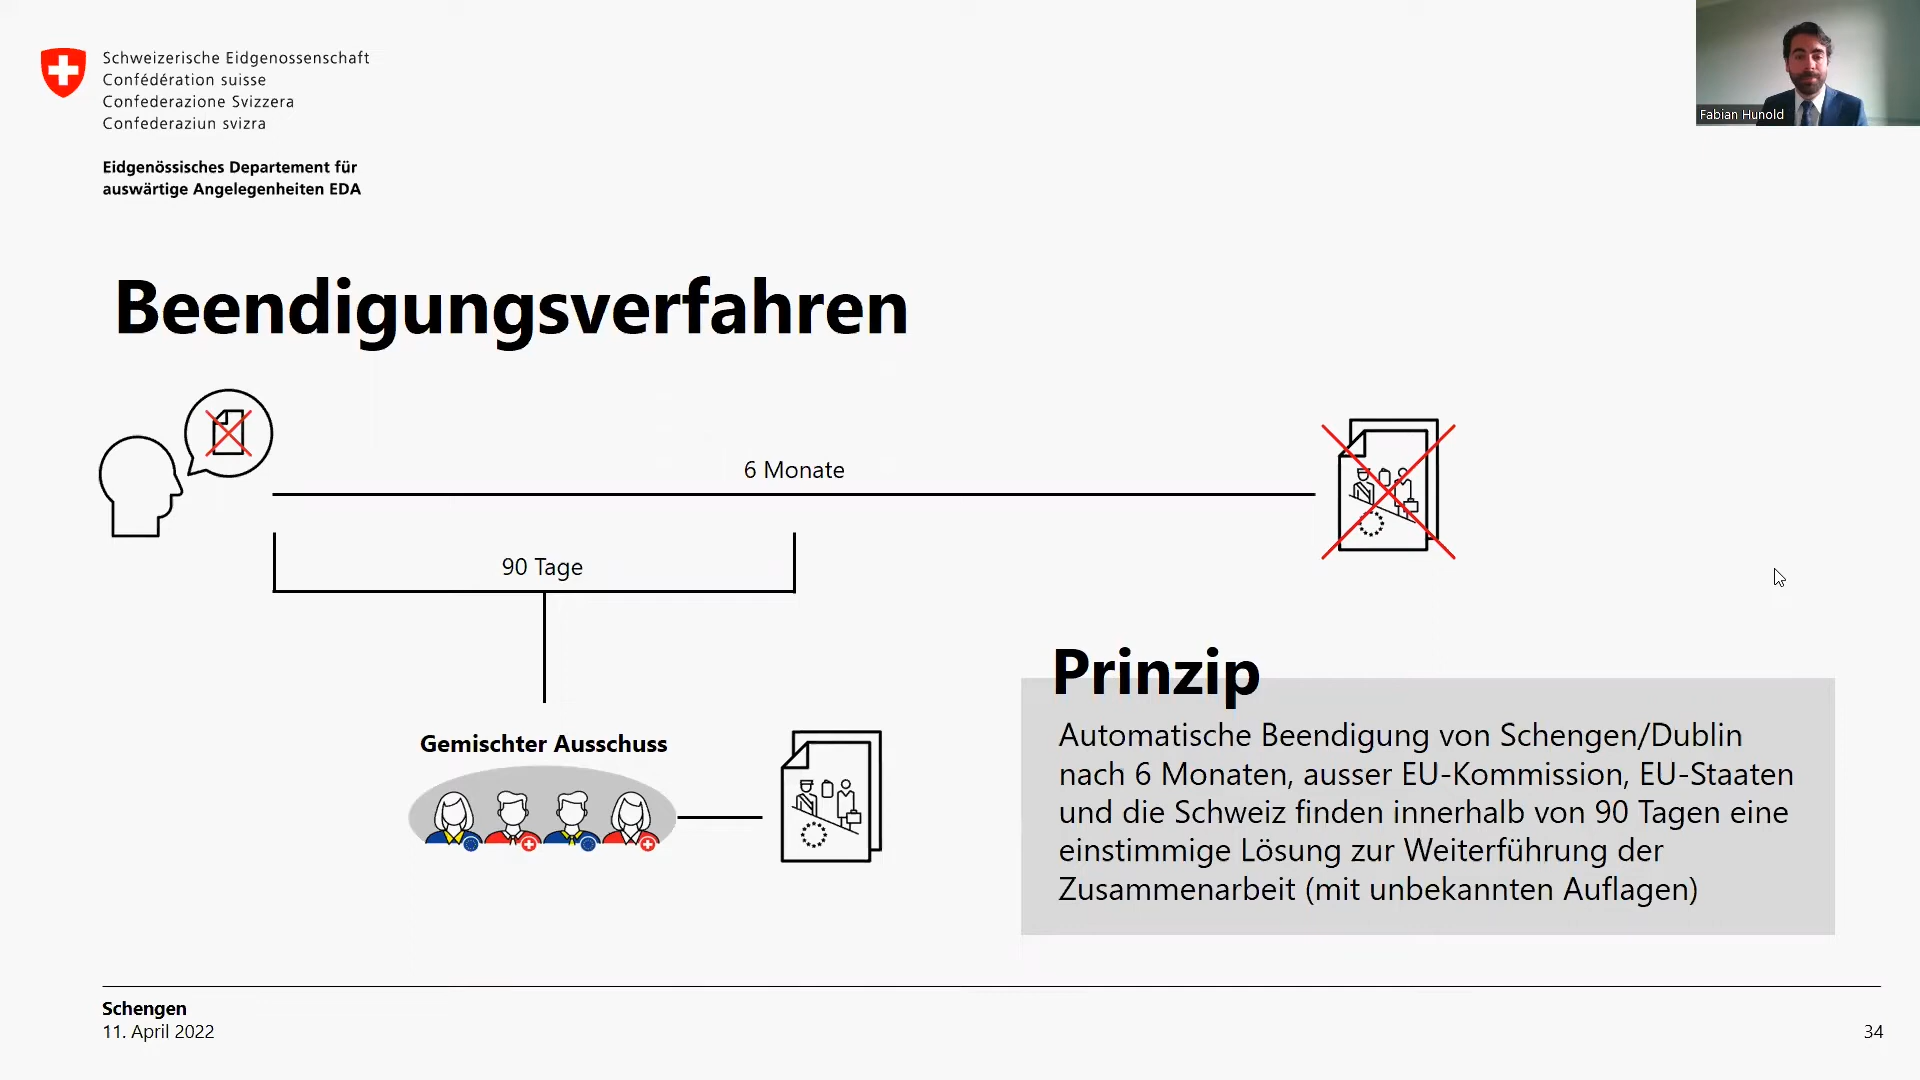 Schweizerische Eidgenossenschaft
Confédération suisse
Confederazione Svizzera
Confederaziun svizra
Eidgenössisches Departement für
auswärtige Angelegenheiten EDA
Fabian Hunold
Beendigungsverfahren
6 Monate
90 Tage
Gemischter Ausschuss
Prinzip
Automatische Beendigung von Schengen/Dublin
nach 6 Monaten, ausser EU-Kommission, EU-Staaten
und die Schweiz finden innerhalb von 90 Tagen eine
einstimmige Lösung zur Weiterführung der
Zusammenarbeit (mit unbekannten Auflagen)
Schengen
11. April 2022
34